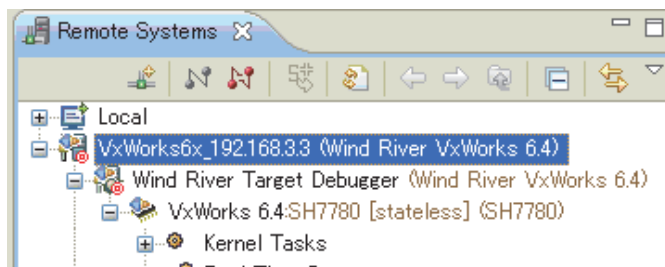 Remote Systems
Local
VxWorks6x_192.168.3.3 (Wind River VxWorks 6.4)
Wind River Target Debugger (Wind River VxWorks 6.4)
VxWorks 6.4:SH7780 [stateless] (SH7780)
Kernel Tasks